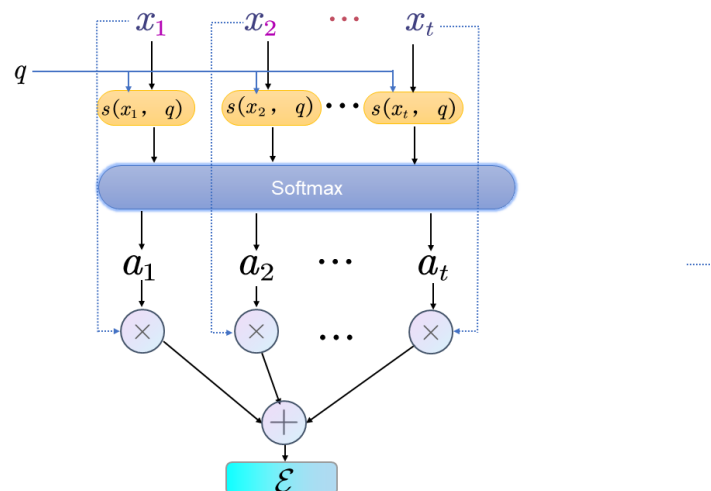 x₁ x₂ ⋯ xₜ
q
s(x₁, q) s(x₂, q) ⋯ s(xₜ, q)
Softmax
a₁ a₂ ⋯ aₜ
× × ⋯ ×
+
ℰ